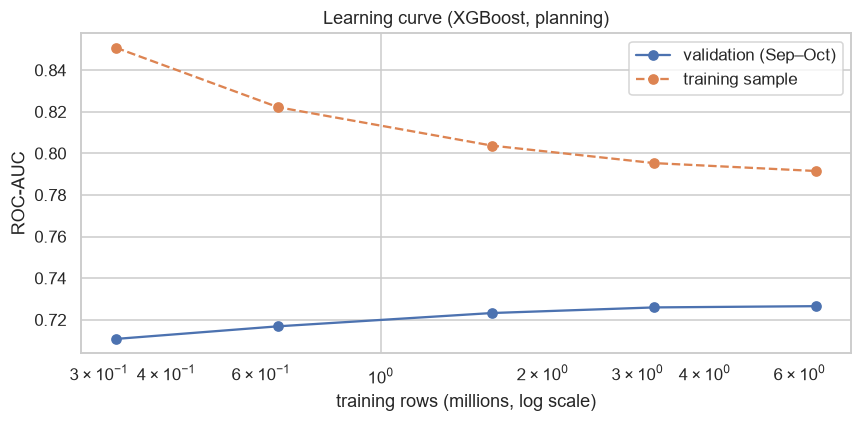 Learning curve (XGBoost, planning)
validation (Sep–Oct)
training sample
ROC-AUC
0.84
0.82
0.80
0.78
0.76
0.74
0.72
3 × 10⁻¹ 4 × 10⁻¹ 6 × 10⁻¹ 10⁰ 2 × 10⁰ 3 × 10⁰ 4 × 10⁰ 6 × 10⁰
training rows (millions, log scale)